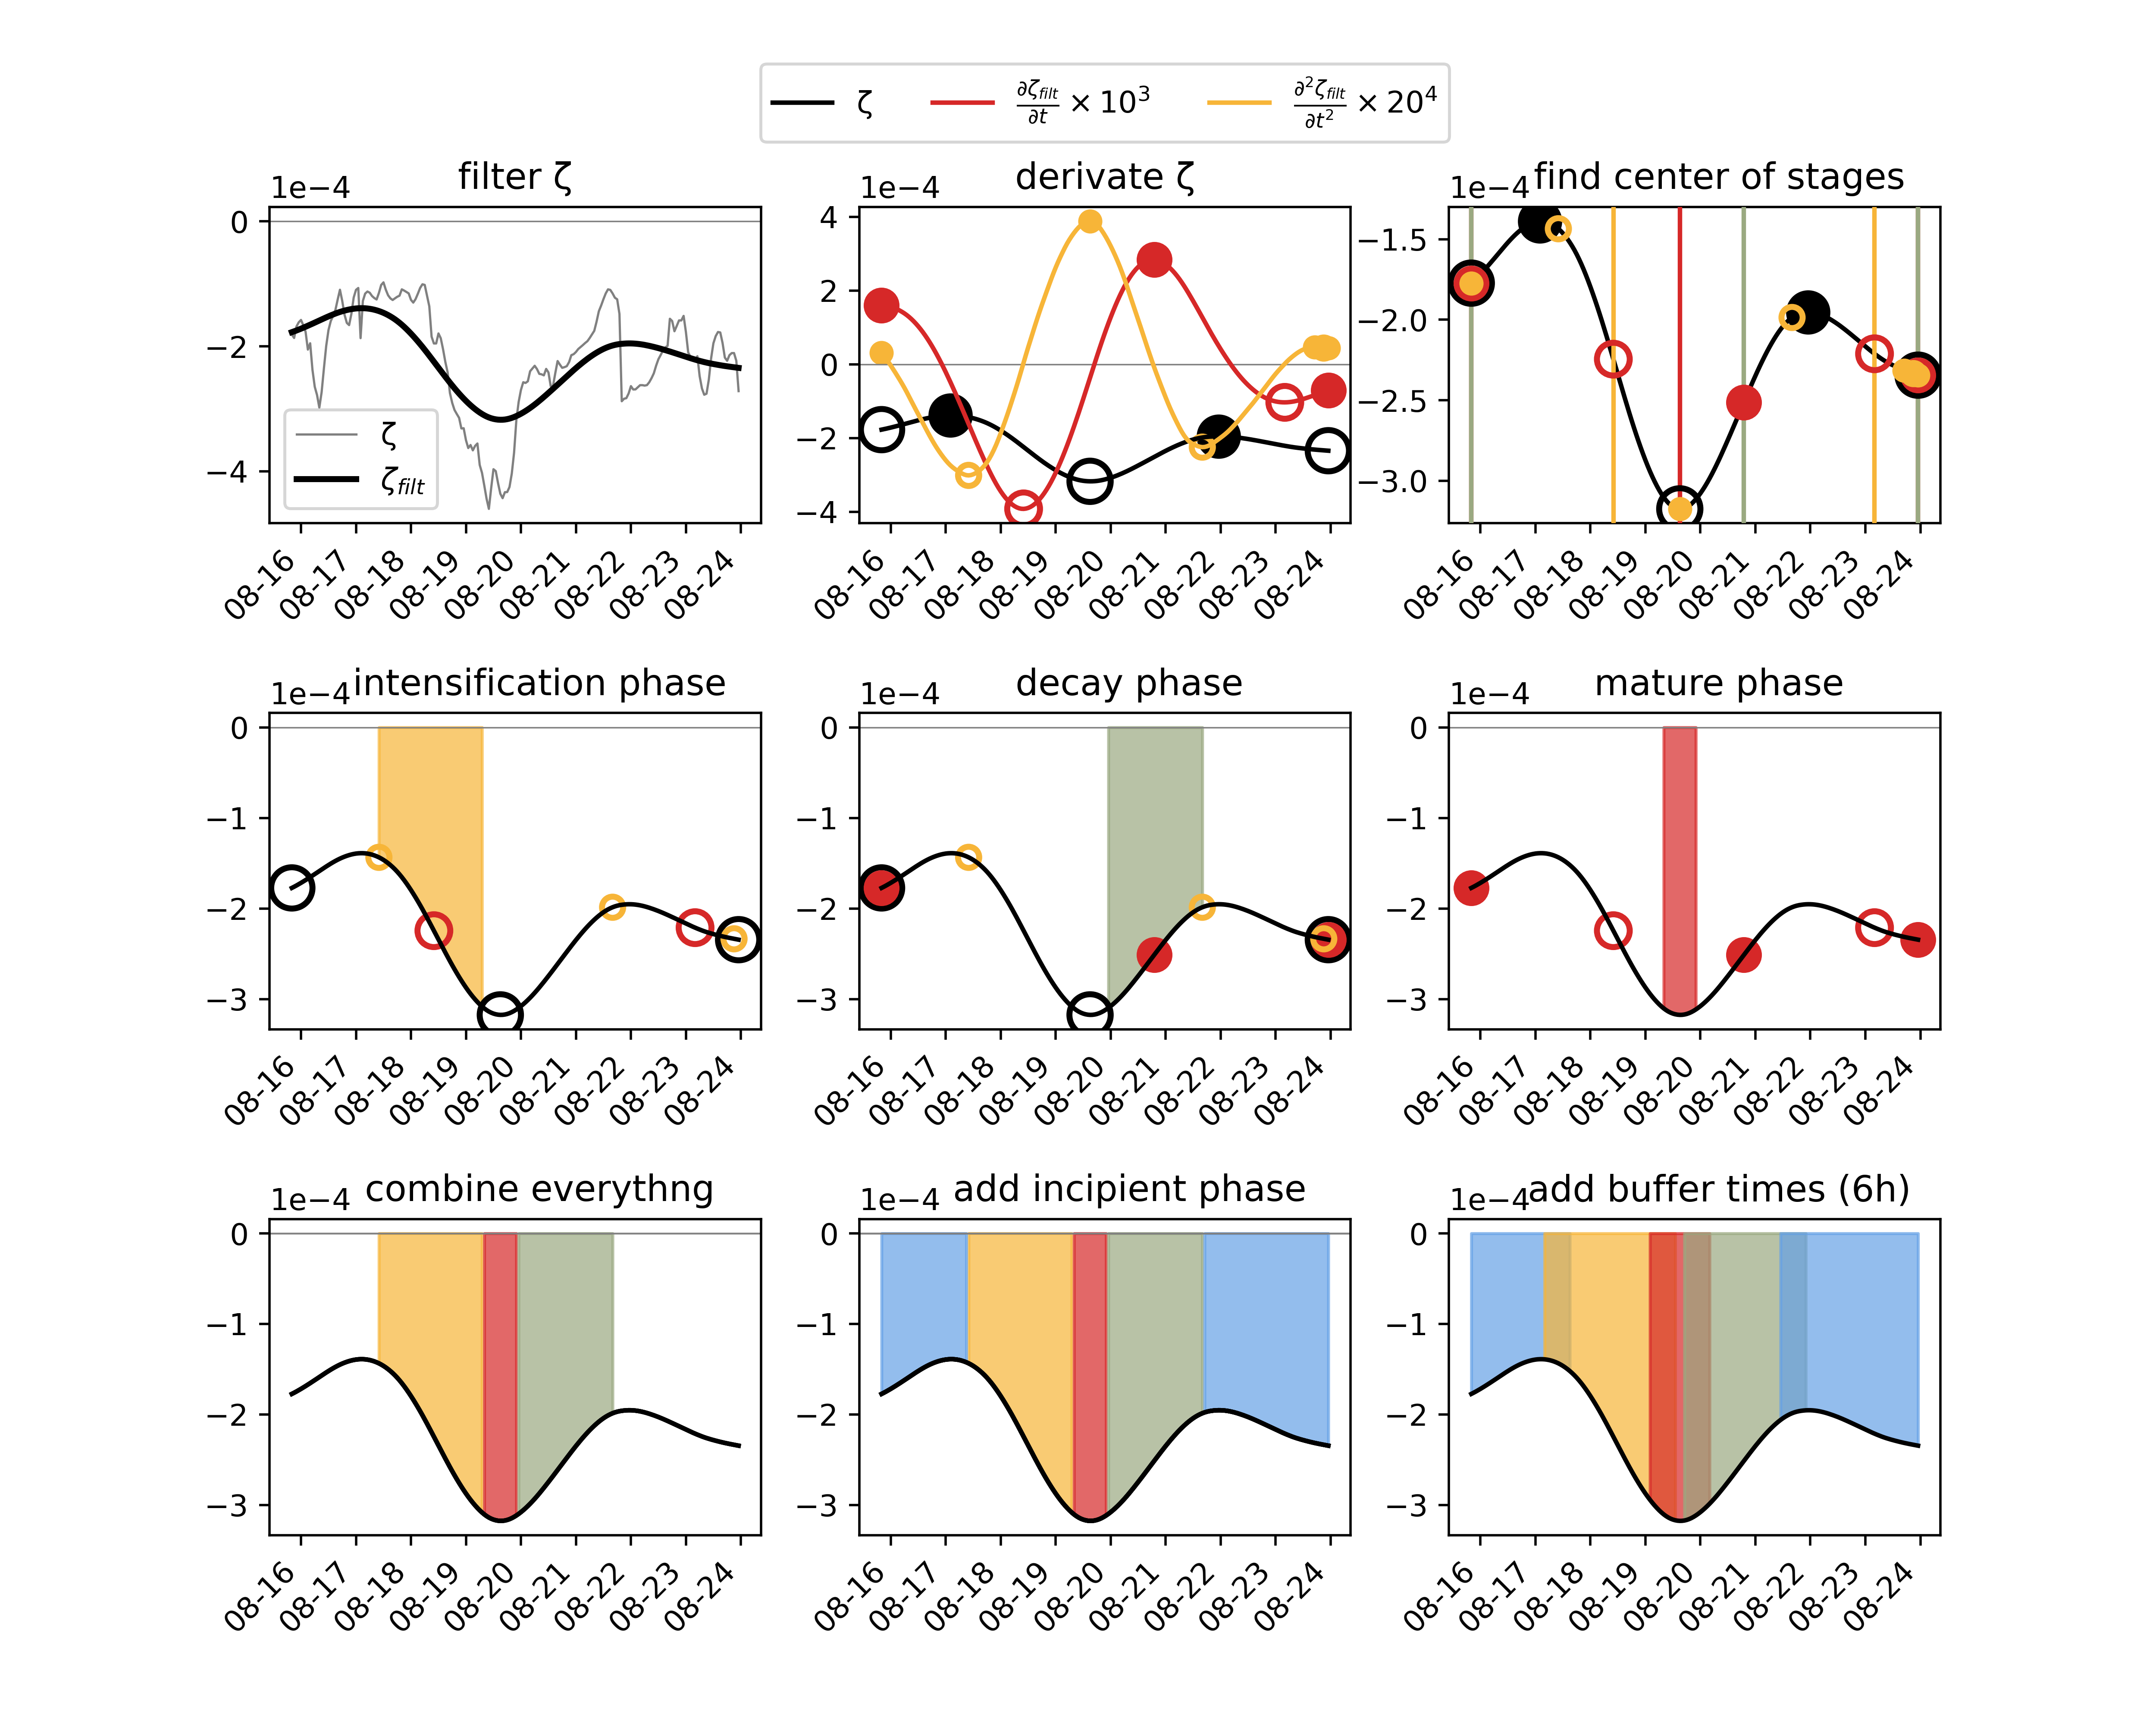 ζ ∂ζ_filt/∂t × 10³ ∂²ζ_filt/∂t² × 20⁴
filter ζ
1e−4
0
−2
−4
ζ
ζ_filt
08-16 08-17 08-18 08-19 08-20 08-21 08-22 08-23 08-24
derivate ζ
1e−4
4
2
0
−2
−4
08-16 08-17 08-18 08-19 08-20 08-21 08-22 08-23 08-24
find center of stages
1e−4
−1.5
−2.0
−2.5
−3.0
08-16 08-17 08-18 08-19 08-20 08-21 08-22 08-23 08-24
intensification phase
1e−4
0
−1
−2
−3
08-16 08-17 08-18 08-19 08-20 08-21 08-22 08-23 08-24
decay phase
1e−4
0
−1
−2
−3
08-16 08-17 08-18 08-19 08-20 08-21 08-22 08-23 08-24
mature phase
1e−4
0
−1
−2
−3
08-16 08-17 08-18 08-19 08-20 08-21 08-22 08-23 08-24
combine everythng
1e−4
0
−1
−2
−3
08-16 08-17 08-18 08-19 08-20 08-21 08-22 08-23 08-24
add incipient phase
1e−4
0
−1
−2
−3
08-16 08-17 08-18 08-19 08-20 08-21 08-22 08-23 08-24
add buffer times (6h)
1e−4
0
−1
−2
−3
08-16 08-17 08-18 08-19 08-20 08-21 08-22 08-23 08-24